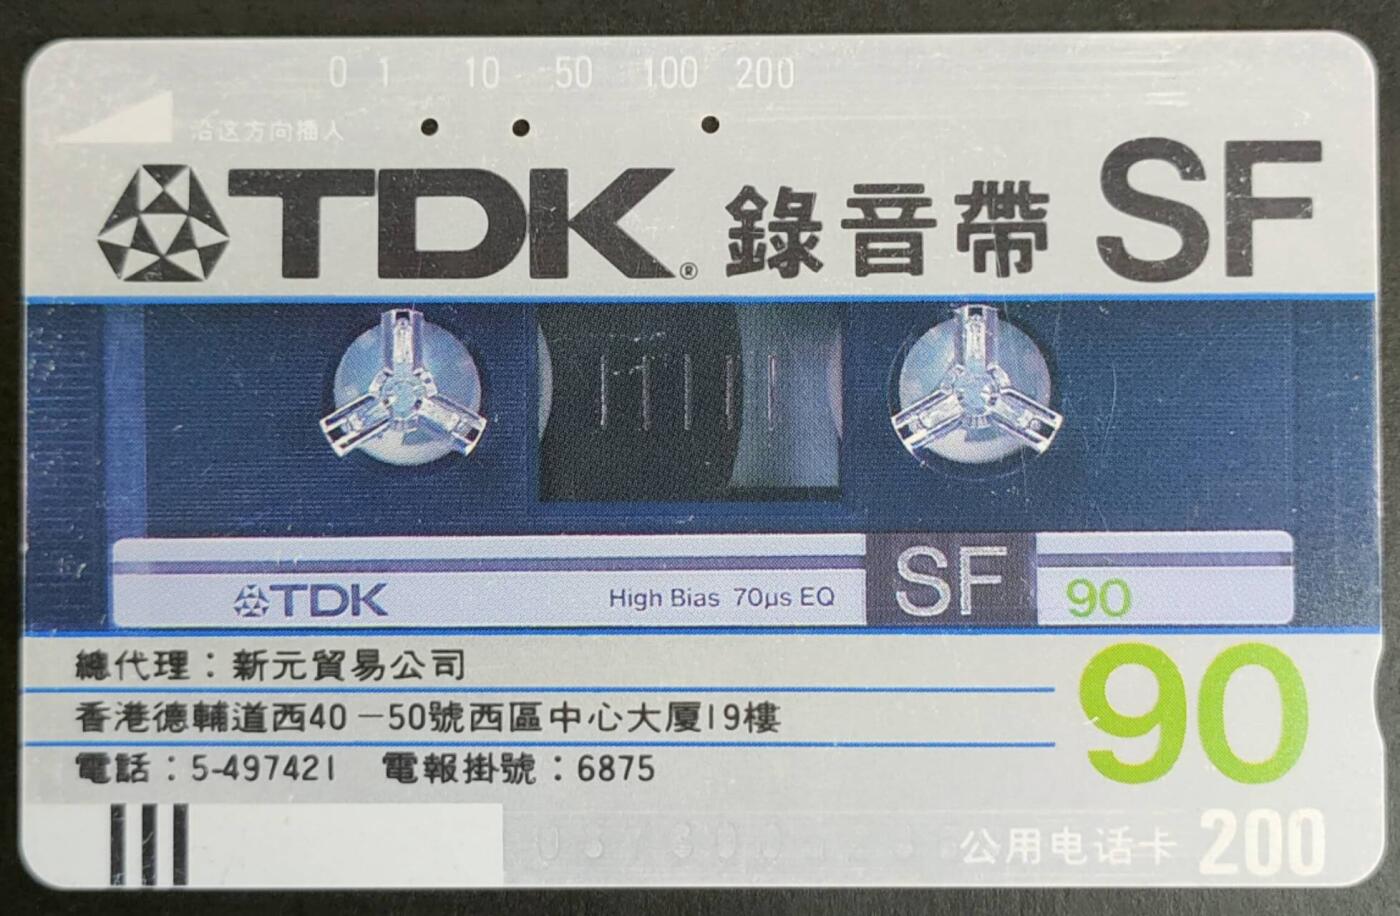 0 1 10 50 100 200
沿这方向插入
TDK® 錄音帶 SF
TDK High Bias 70µs EQ SF 90
總代理：新元貿易公司
香港德輔道西40－50號西區中心大厦19樓
電話：5-497421 電報掛號：6875
90
公用电话卡 200